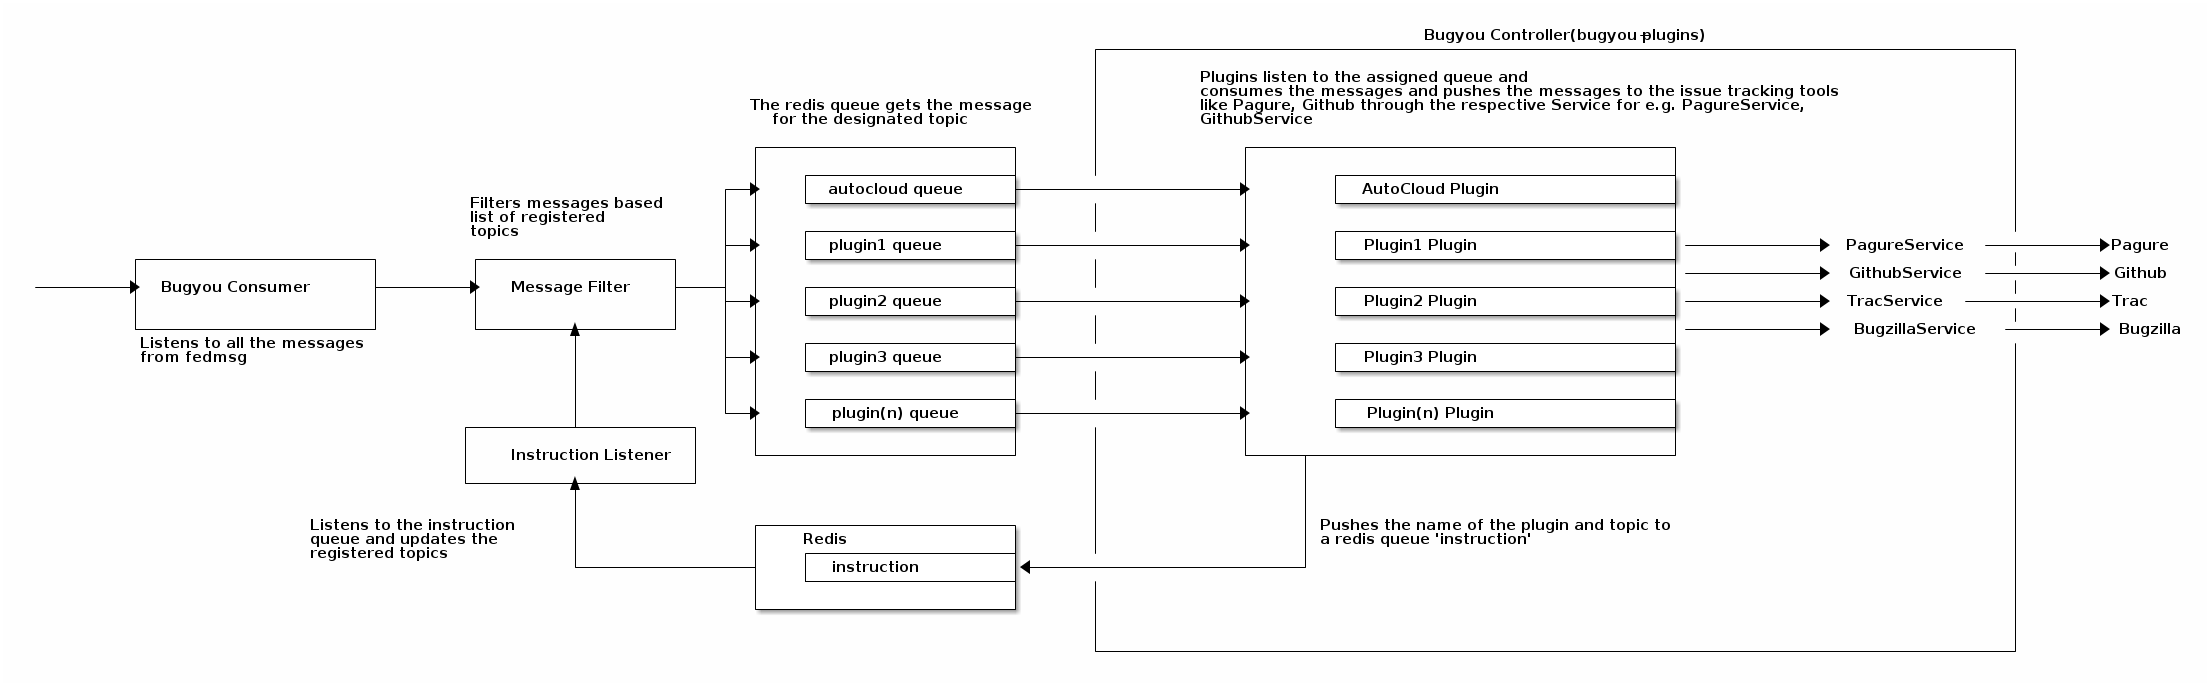 Bugyou Controller(bugyou-plugins)
Plugins listen to the assigned queue and
consumes the messages and pushes the messages to the issue tracking tools
like Pagure, Github through the respective Service for e.g. PagureService,
GithubService
The redis queue gets the message
for the designated topic
Filters messages based
list of registered
topics
Bugyou Consumer
Listens to all the messages
from fedmsg
Message Filter
autocloud queue
plugin1 queue
plugin2 queue
plugin3 queue
plugin(n) queue
AutoCloud Plugin
Plugin1 Plugin
Plugin2 Plugin
Plugin3 Plugin
Plugin(n) Plugin
PagureService
GithubService
TracService
BugzillaService
Pagure
Github
Trac
Bugzilla
Instruction Listener
Listens to the instruction
queue and updates the
registered topics
Redis
instruction
Pushes the name of the plugin and topic to
a redis queue 'instruction'